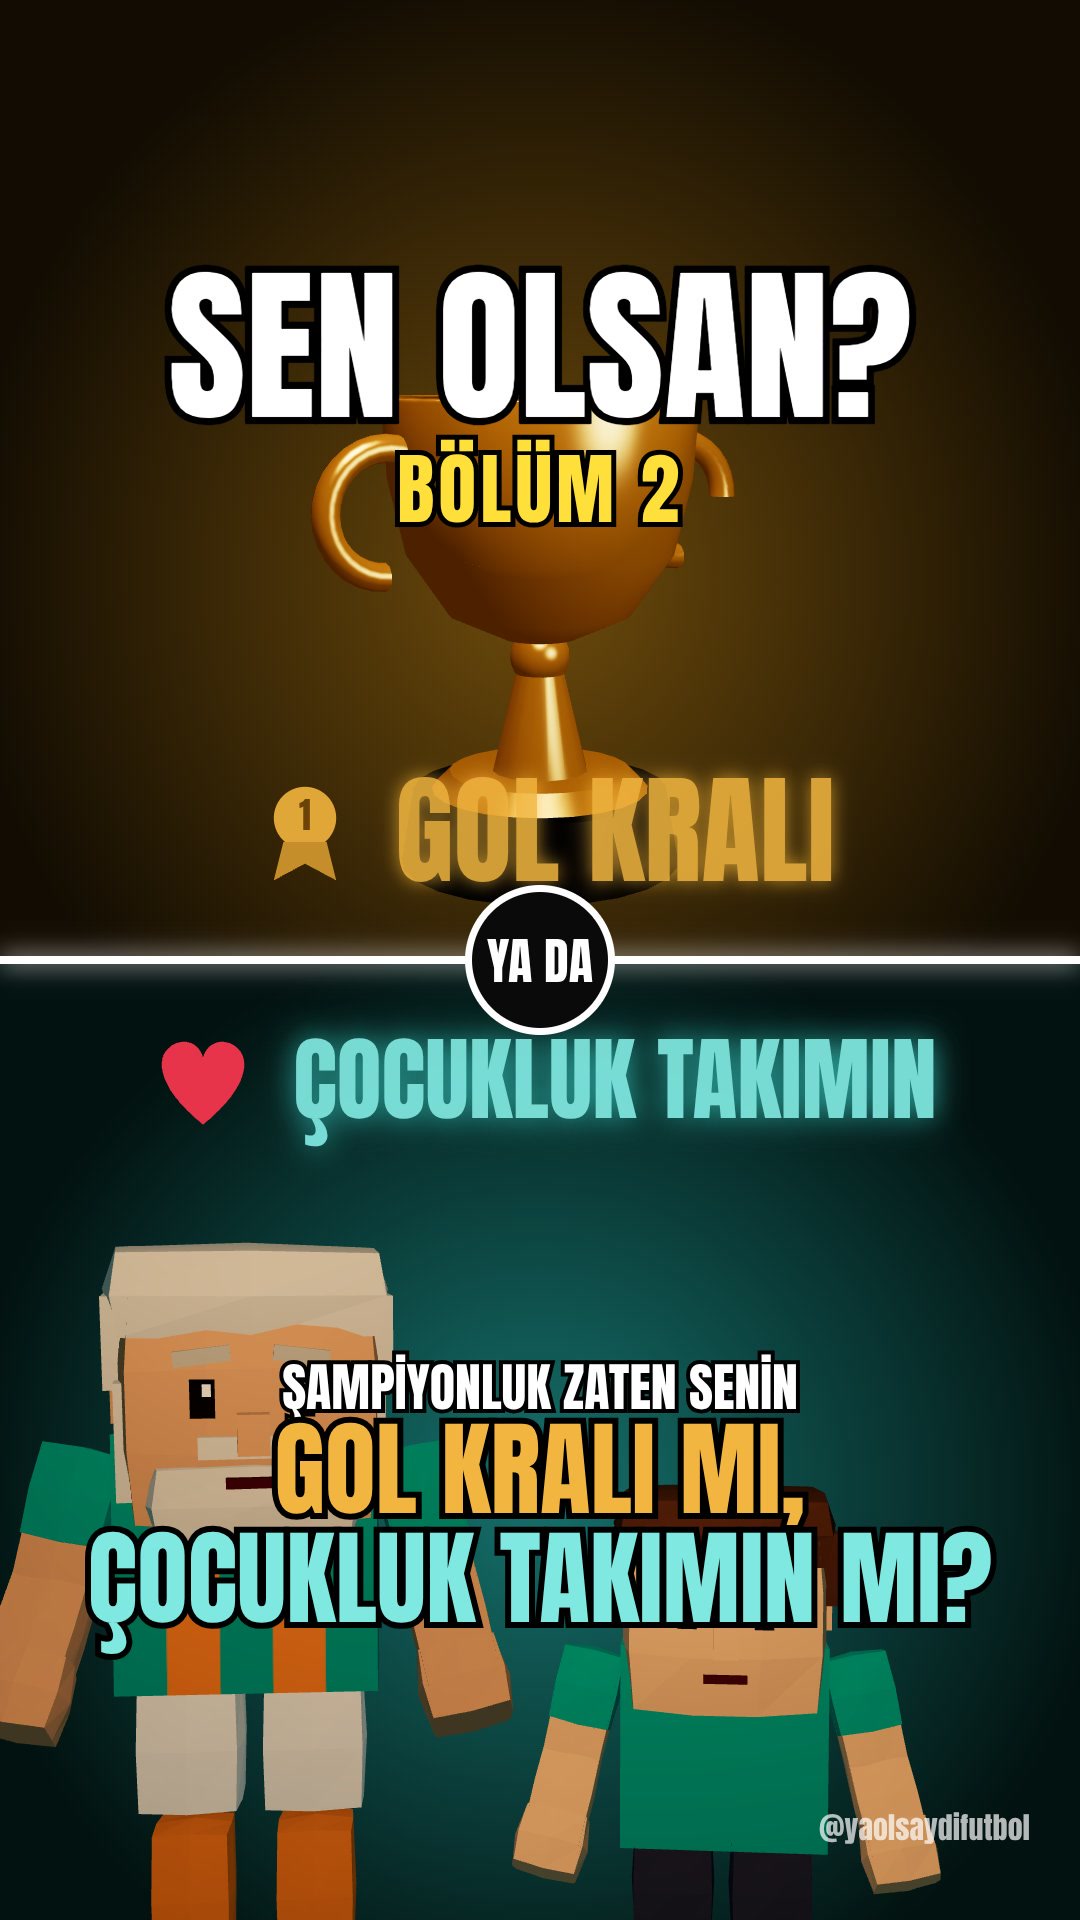 SEN OLSAN?
BÖLÜM 2
1 GOL KRALI
YA DA
ÇOCUKLUK TAKIMIN
ŞAMPİYONLUK ZATEN SENİN
GOL KRALI MI,
ÇOCUKLUK TAKIMIN MI?
@yaolsaydifutbol